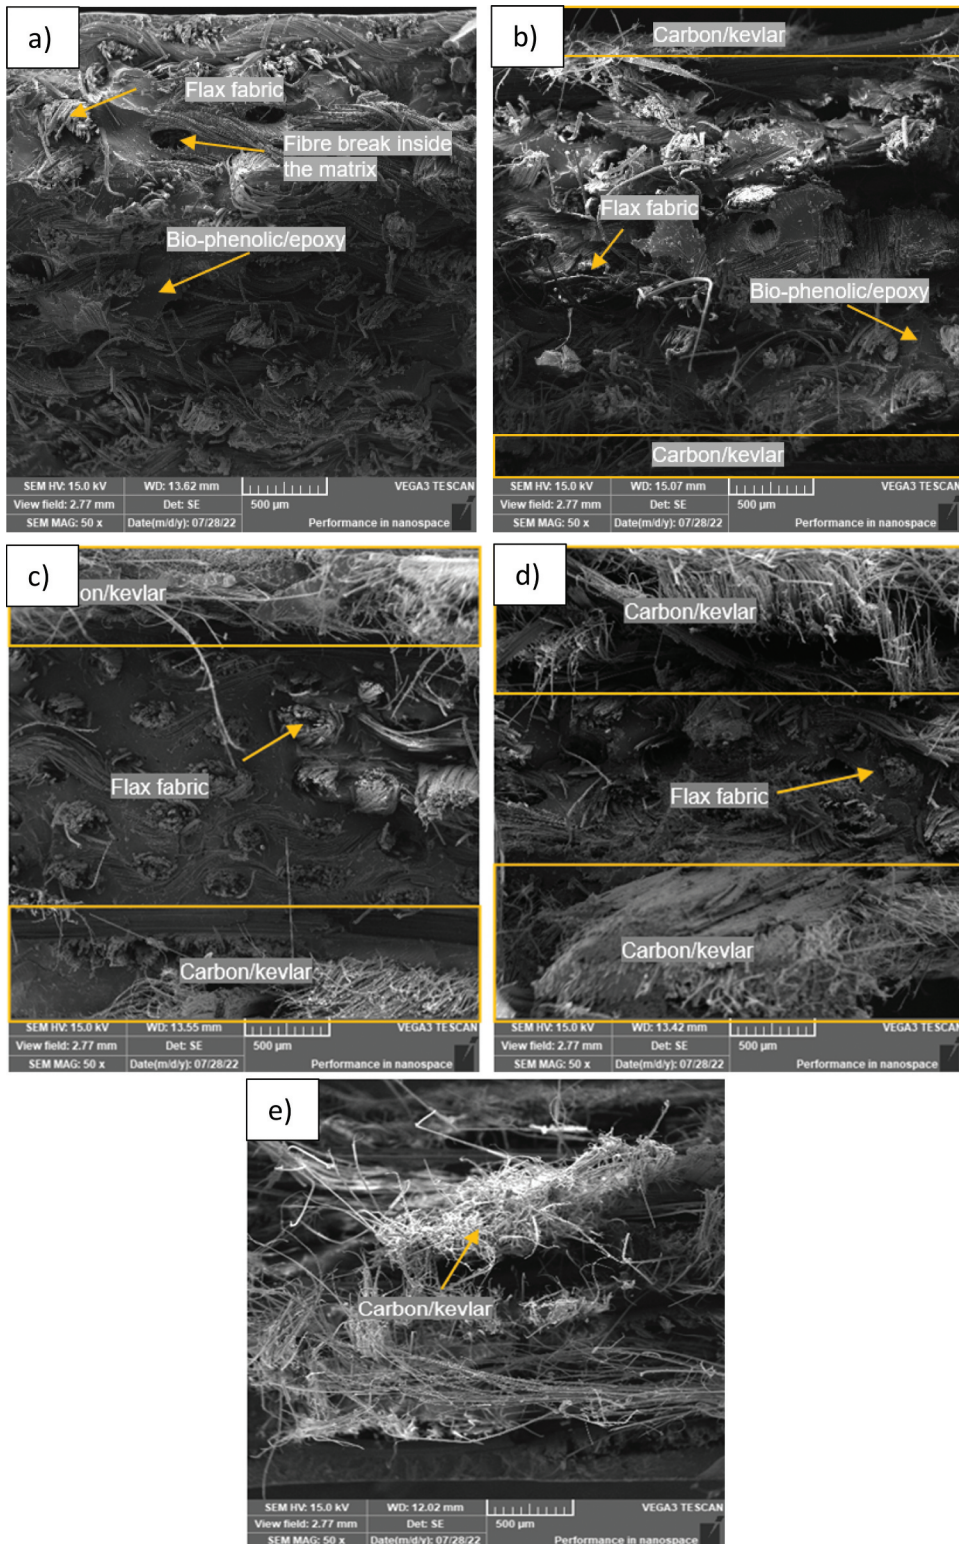 a)
Flax fabric
Fibre break inside
the matrix
Bio-phenolic/epoxy
SEM HV: 15.0 kV WD: 13.62 mm VEGA3 TESCAN
View field: 2.77 mm Det: SE 500 µm
SEM MAG: 50 x Date(m/d/y): 07/28/22 Performance in nanospace
b)
Carbon/kevlar
Flax fabric
Bio-phenolic/epoxy
Carbon/kevlar
SEM HV: 15.0 kV WD: 15.07 mm VEGA3 TESCAN
View field: 2.77 mm Det: SE 500 µm
SEM MAG: 50 x Date(m/d/y): 07/28/22 Performance in nanospace
c)
on/kevlar
Flax fabric
Carbon/kevlar
SEM HV: 15.0 kV WD: 13.55 mm VEGA3 TESCAN
View field: 2.77 mm Det: SE 500 µm
SEM MAG: 50 x Date(m/d/y): 07/28/22 Performance in nanospace
d)
Carbon/kevlar
Flax fabric
Carbon/kevlar
SEM HV: 15.0 kV WD: 13.42 mm VEGA3 TESCAN
View field: 2.77 mm Det: SE 500 µm
SEM MAG: 50 x Date(m/d/y): 07/28/22 Performance in nanospace
e)
Carbon/kevlar
SEM HV: 15.0 kV WD: 12.02 mm VEGA3 TESCAN
View field: 2.77 mm Det: SE 500 µm
SEM MAG: 50 x Date(m/d/y): 07/28/22 Performance in nanospace